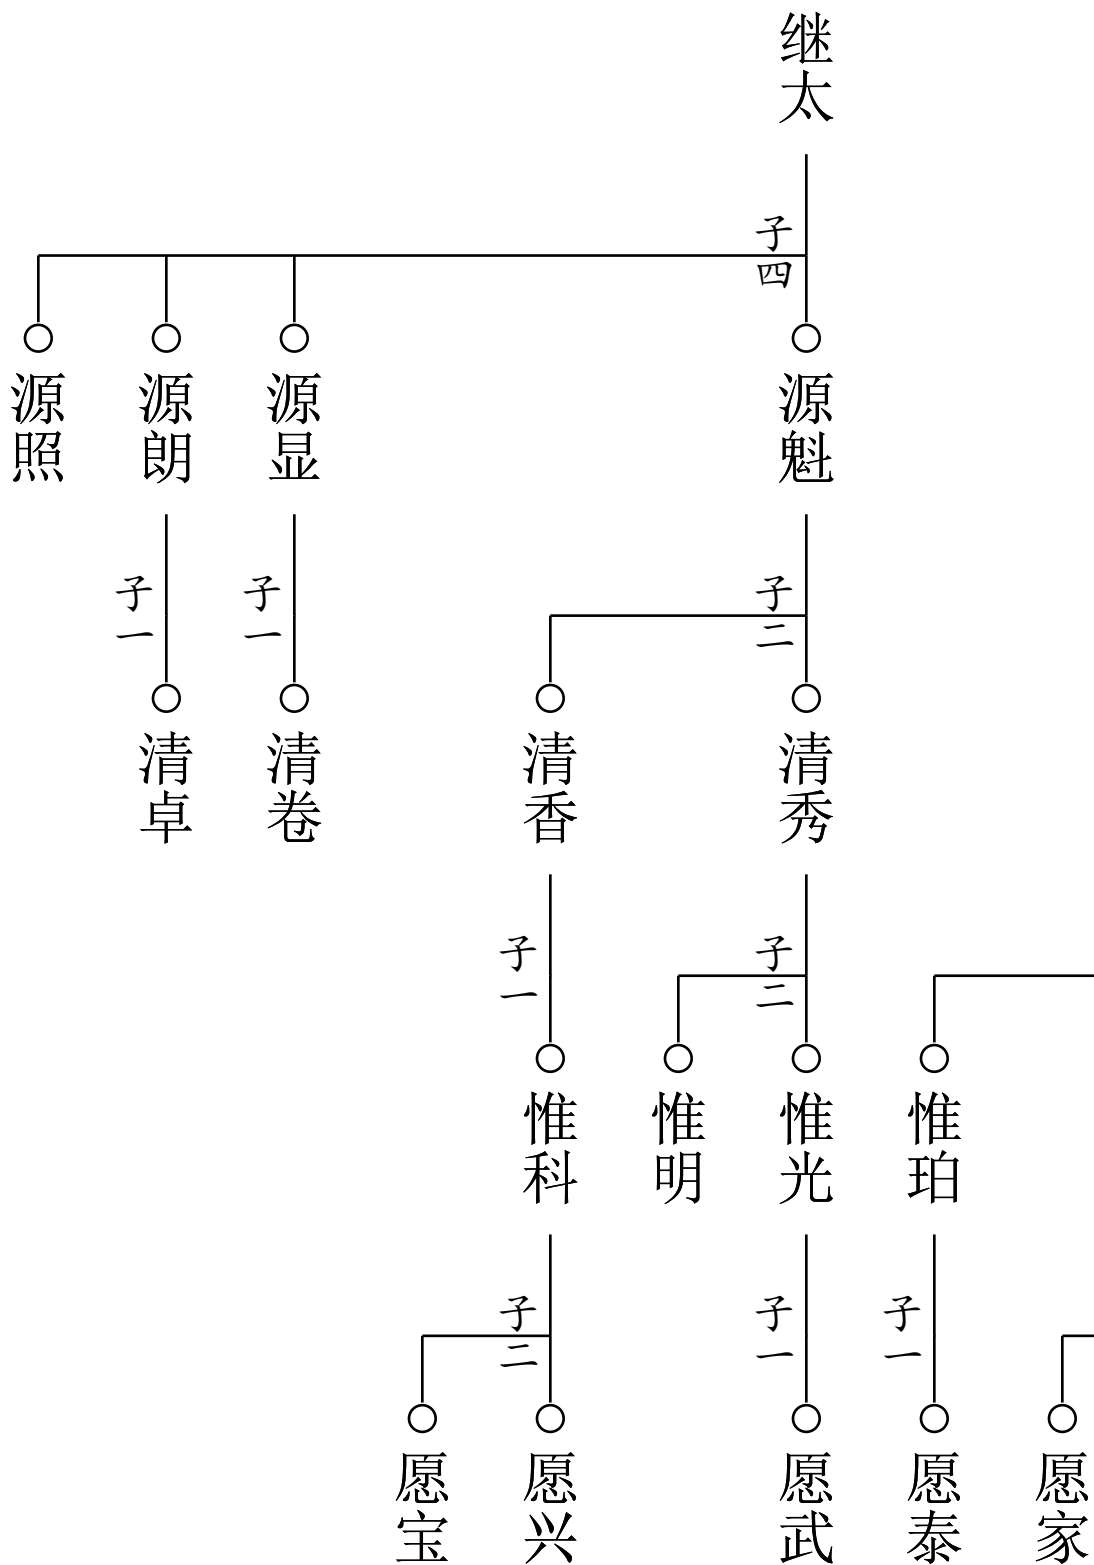 继太
子四
源魁
源显
源朗
源照
子二
子一
子一
清秀
清香
清卷
清卓
子二
子一
惟珀
惟光
惟明
惟科
子一
子一
子二
愿家
愿泰
愿武
愿兴
愿宝